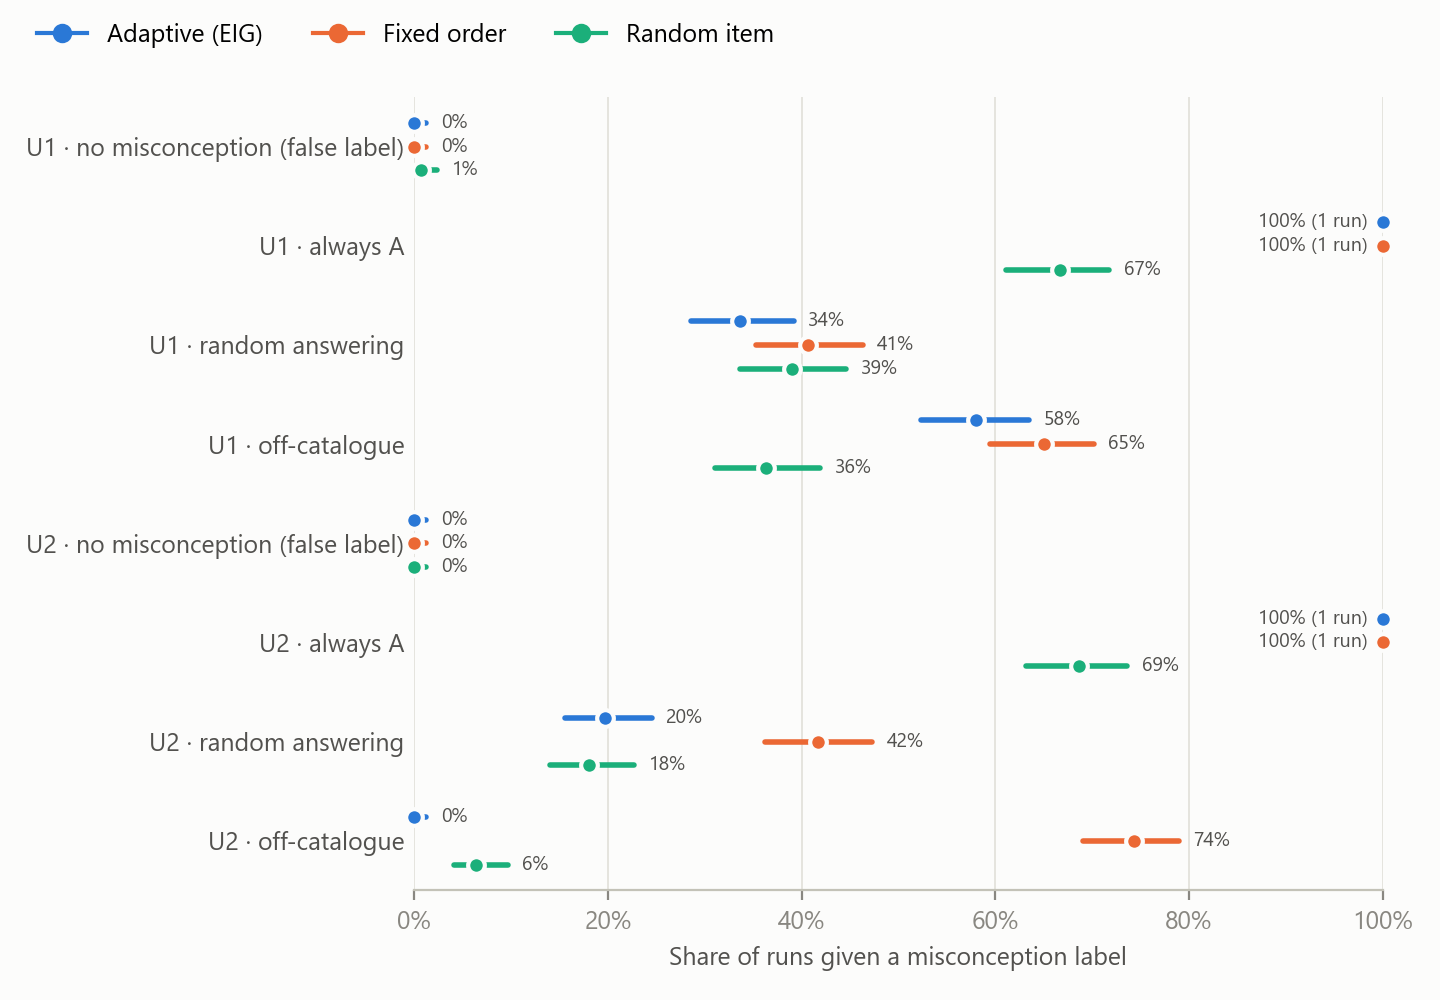 Adaptive (EIG) Fixed order Random item
0%
U1 · no misconception (false label) 0%
1%
100% (1 run)
U1 · always A 100% (1 run)
67%
34%
U1 · random answering 41%
39%
58%
U1 · off-catalogue 65%
36%
0%
U2 · no misconception (false label) 0%
0%
100% (1 run)
U2 · always A 100% (1 run)
69%
20%
U2 · random answering 42%
18%
0%
U2 · off-catalogue 74%
6%
0% 20% 40% 60% 80% 100%
Share of runs given a misconception label